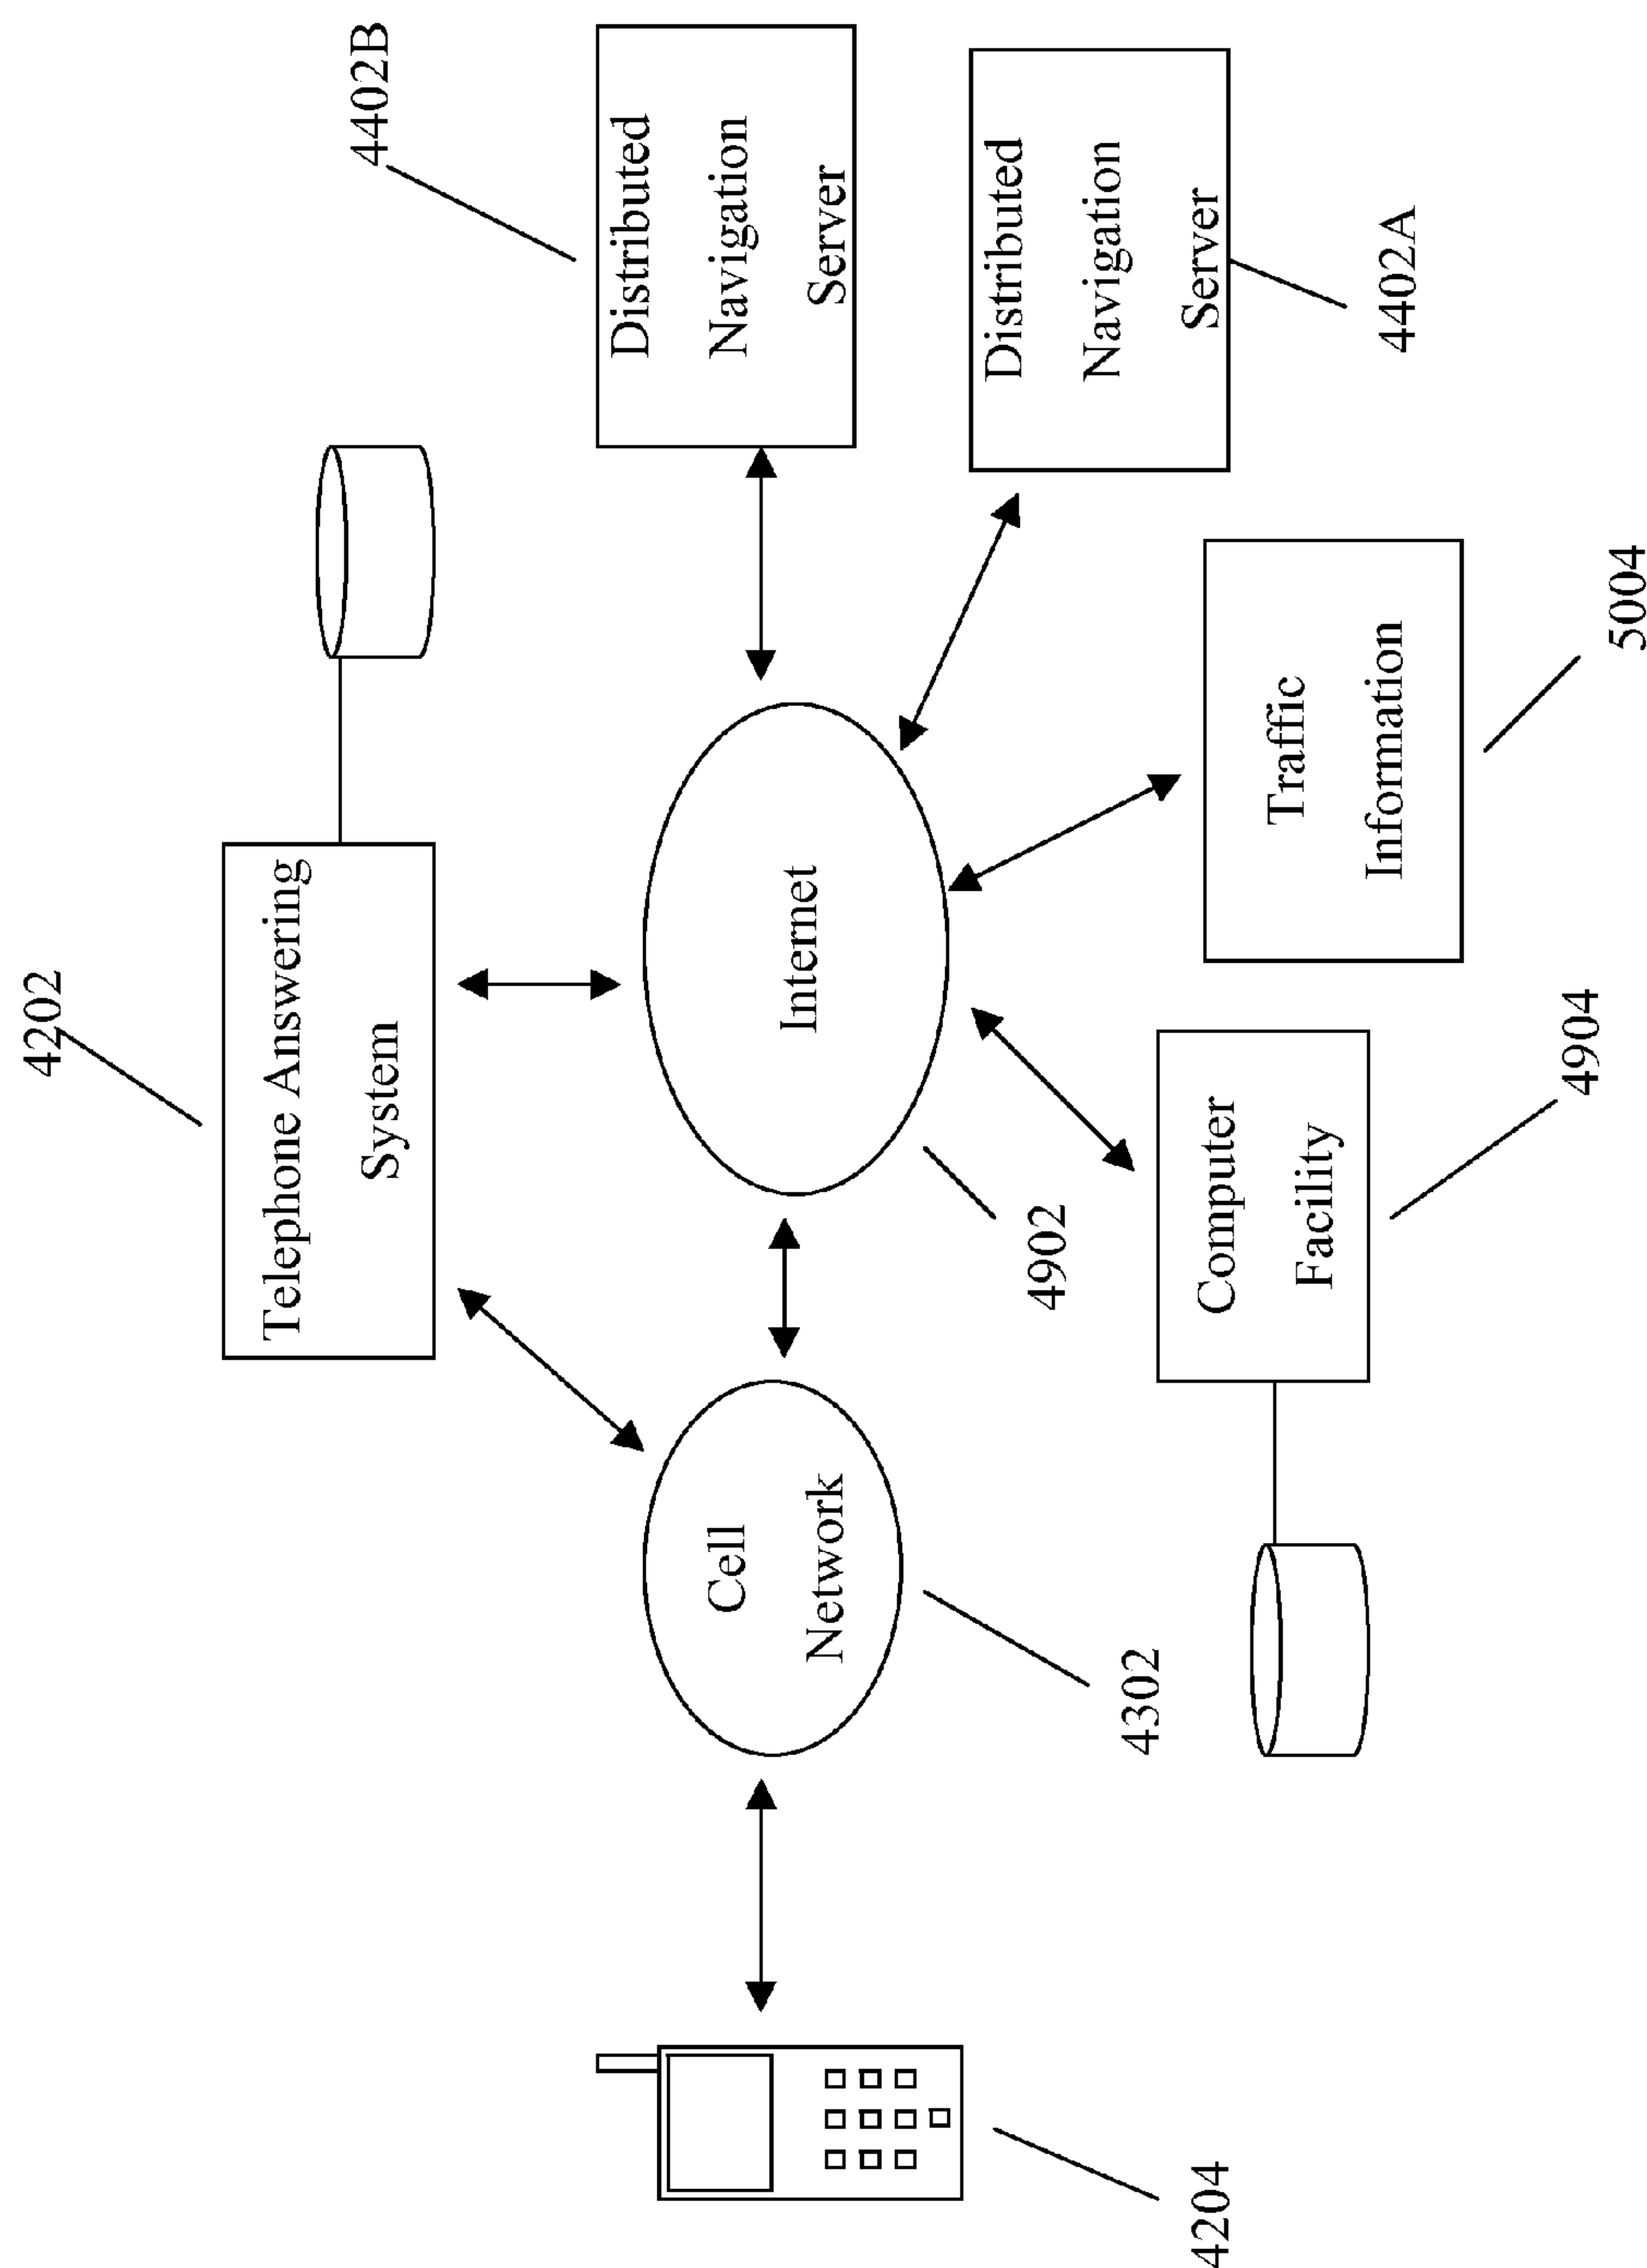 4202
Telephone Answering
System
4402B
Distributed
Navigation
Server
Cell
Network
Internet
Distributed
Navigation
Server
4402A
4204
4302
4902
Computer
Facility
4904
Traffic
Information
5004